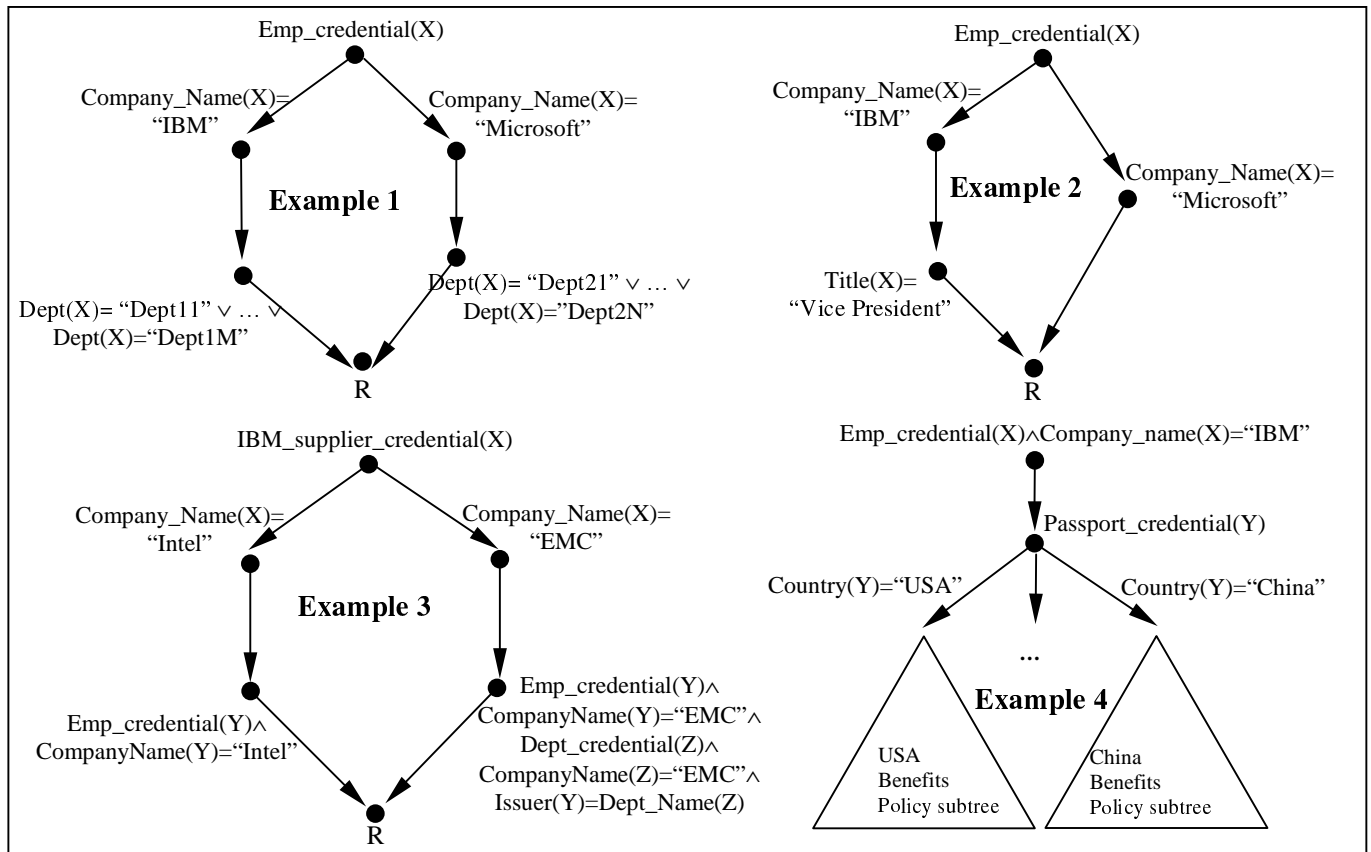 Emp_credential(X)
Company_Name(X)=
“IBM”
Company_Name(X)=
“Microsoft”
Example 1
Dept(X)= “Dept11” ∨ … ∨
Dept(X)=“Dept1M”
Dept(X)= “Dept21” ∨ … ∨
Dept(X)=”Dept2N”
R
Emp_credential(X)
Company_Name(X)=
“IBM”
Company_Name(X)=
“Microsoft”
Example 2
Title(X)=
“Vice President”
R
IBM_supplier_credential(X)
Company_Name(X)=
“Intel”
Company_Name(X)=
“EMC”
Example 3
Emp_credential(Y)∧
CompanyName(Y)=“Intel”
Emp_credential(Y)∧
CompanyName(Y)=“EMC”∧
Dept_credential(Z)∧
CompanyName(Z)=“EMC”∧
Issuer(Y)=Dept_Name(Z)
R
Emp_credential(X)∧Company_name(X)=“IBM”
Passport_credential(Y)
Country(Y)=“USA”
Country(Y)=“China”
...
Example 4
USA
Benefits
Policy subtree
China
Benefits
Policy subtree